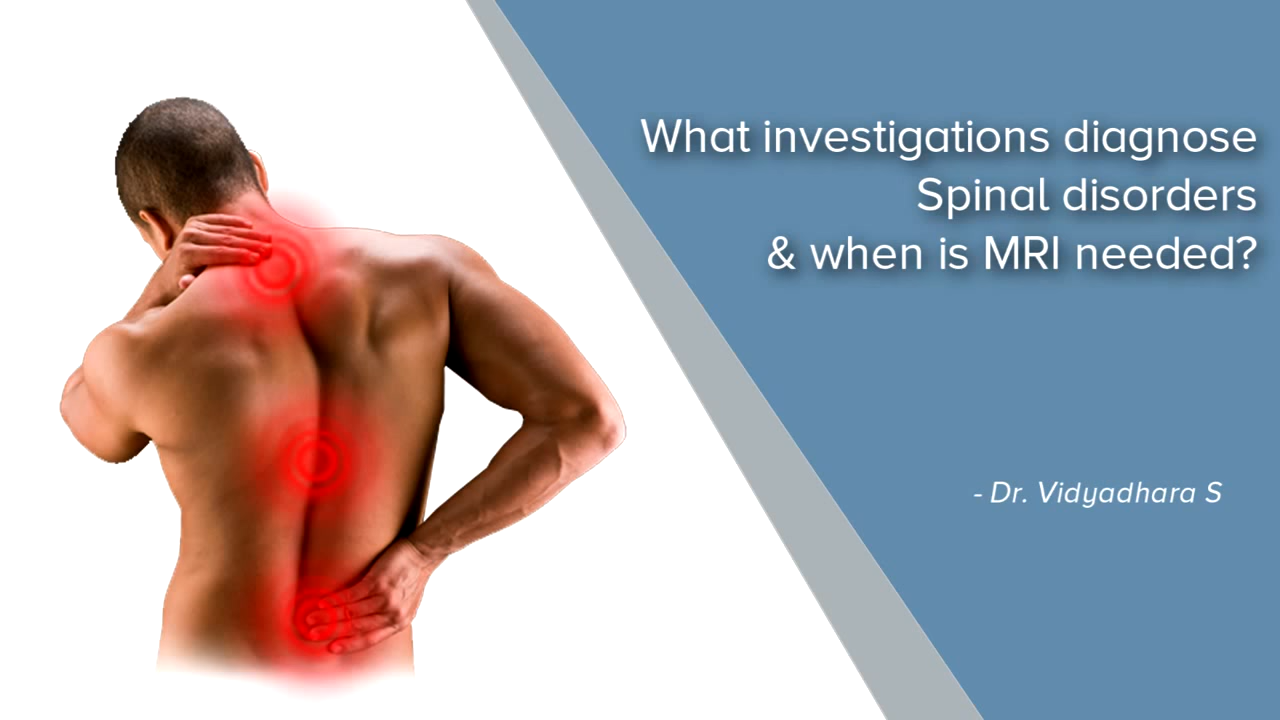 What investigations diagnose
Spinal disorders
& when is MRI needed?
- Dr. Vidyadhara S